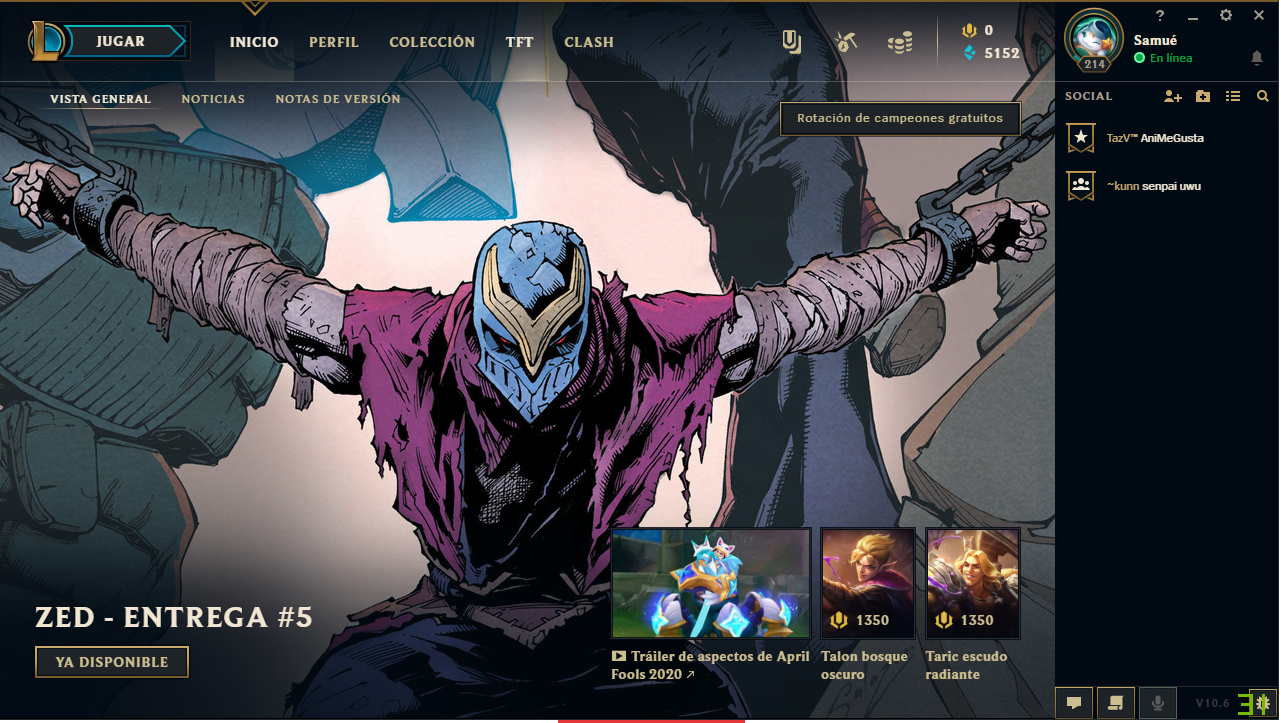 JUGAR
INICIO
PERFIL
COLECCIÓN
TFT
CLASH
0
5152
?
214
Samué
En línea
VISTA GENERAL
NOTICIAS
NOTAS DE VERSIÓN
Rotación de campeones gratuitos
SOCIAL
TazV™ AniMeGusta
~kunn senpai uwu
ZED - ENTREGA #5
YA DISPONIBLE
1350
1350
Tráiler de aspectos de April
Fools 2020
Talon bosque
oscuro
Taric escudo
radiante
V10.6
31